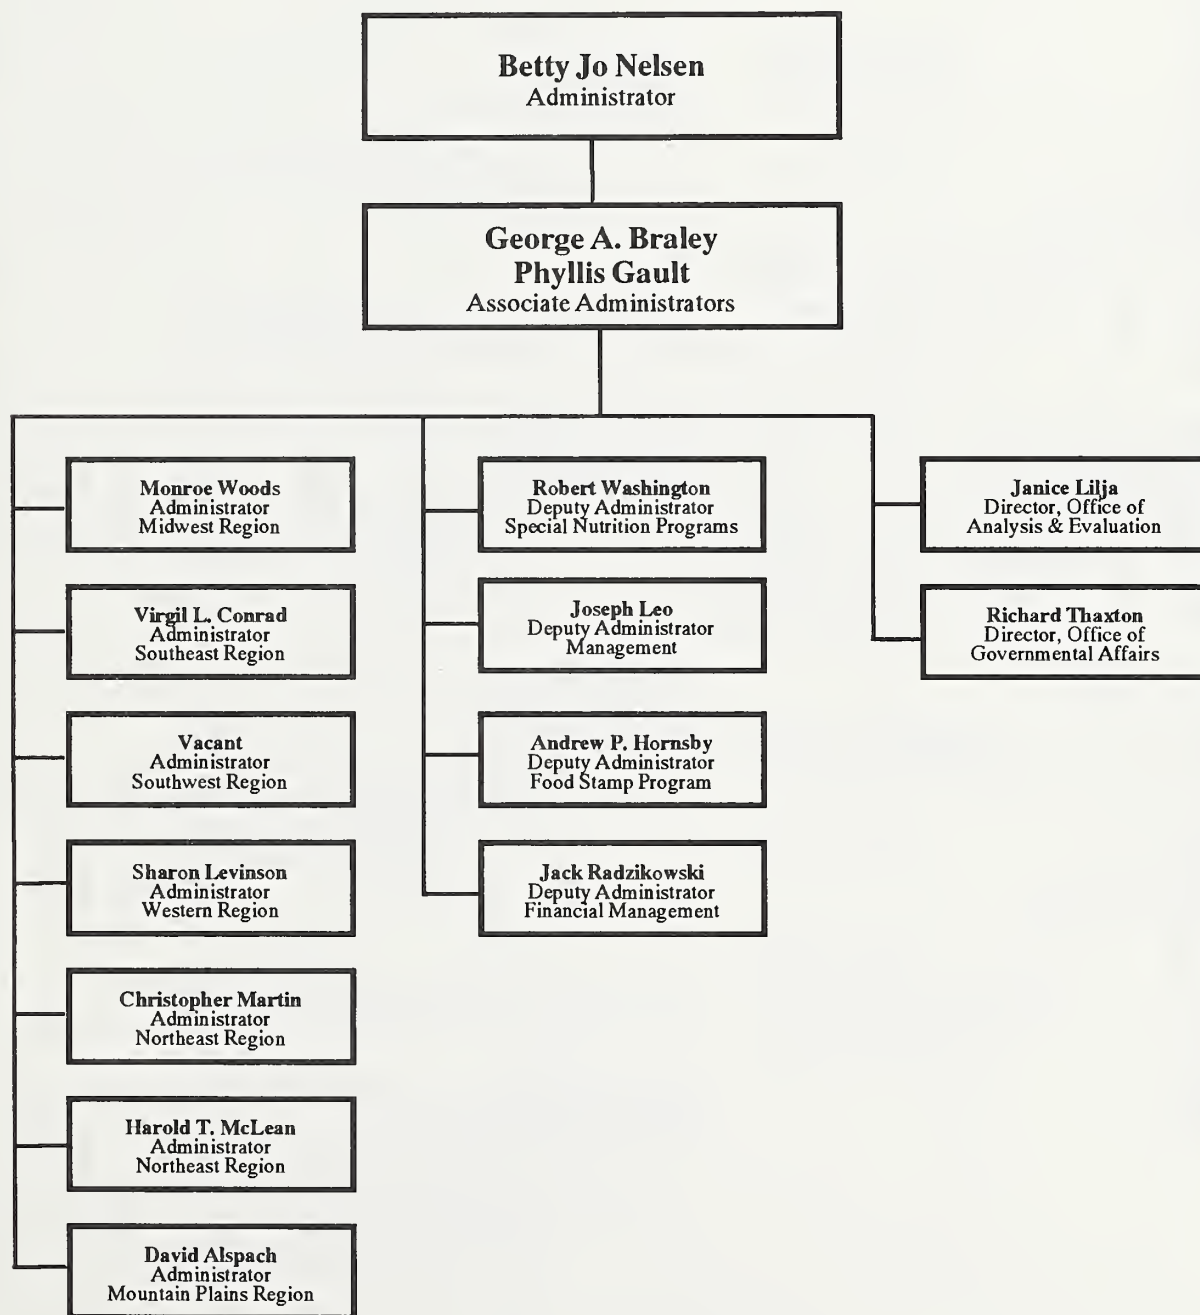 Betty Jo Nelsen
Administrator
George A. Braley
Phyllis Gault
Associate Administrators
Monroe Woods
Administrator
Midwest Region
Virgil L. Conrad
Administrator
Southeast Region
Vacant
Administrator
Southwest Region
Sharon Levinson
Administrator
Western Region
Christopher Martin
Administrator
Northeast Region
Harold T. McLean
Administrator
Northeast Region
David Alspach
Administrator
Mountain Plains Region
Robert Washington
Deputy Administrator
Special Nutrition Programs
Joseph Leo
Deputy Administrator
Management
Andrew P. Hornsby
Deputy Administrator
Food Stamp Program
Jack Radzikowski
Deputy Administrator
Financial Management
Janice Lilja
Director, Office of
Analysis & Evaluation
Richard Thaxton
Director, Office of
Governmental Affairs